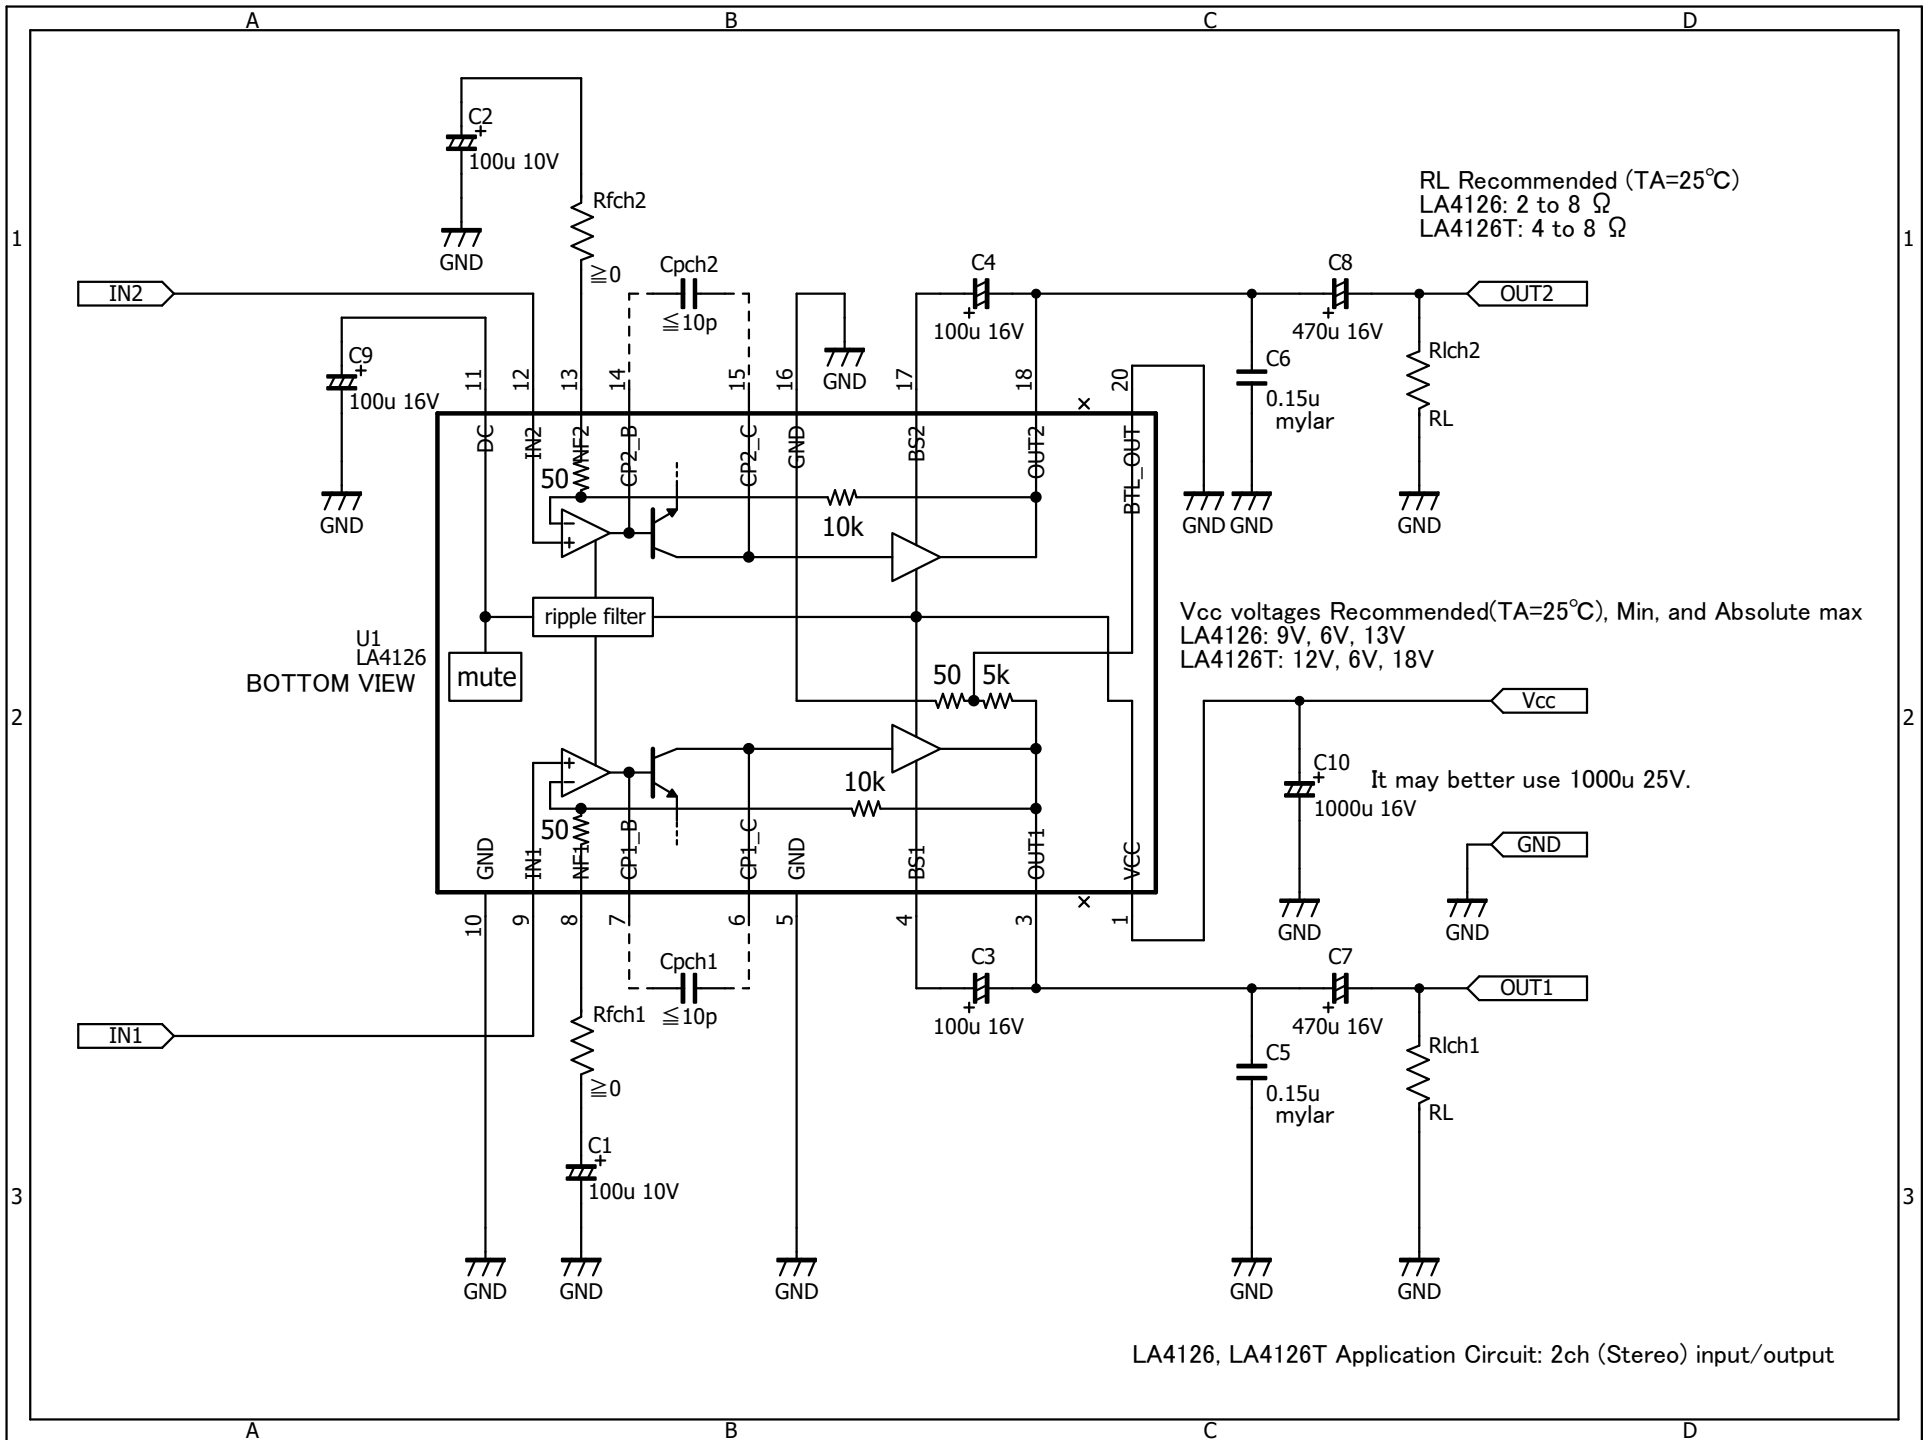 A B C D
1
C2
+
100u 10V
GND
Rfch2
≧0
IN2
Cpch2
≦10p
C4
+
100u 16V
C8
+
470u 16V
OUT2
RL Recommended (TA=25℃)
LA4126: 2 to 8 Ω
LA4126T: 4 to 8 Ω
1
C9
+
100u 16V
GND
GND
C6
0.15u
mylar
Rlch2
RL
11 12 13 14 15 16 17 18 20
×
DC IN2 NF2 CP2_B CP2_C GND BS2 OUT2 BTL_OUT
50
10k
GND GND
GND
- +
ripple filter
U1
LA4126
BOTTOM VIEW
mute
50 5k
Vcc voltages Recommended(TA=25℃), Min, and Absolute max
LA4126: 9V, 6V, 13V
LA4126T: 12V, 6V, 18V
2
Vcc
2
C10
+
1000u 16V
It may better use 1000u 25V.
+ -
10k
50
GND IN1 NF1 CP1_B CP1_C GND BS1 OUT1 VCC
GND
GND
GND
10 9 8 7 6 5 4 3 1
×
Cpch1
≦10p
C3
+
100u 16V
C7
+
470u 16V
OUT1
IN1
Rfch1
≧0
C5
0.15u
mylar
Rlch1
RL
C1
+
100u 10V
3
3
GND GND GND GND GND
LA4126, LA4126T Application Circuit: 2ch (Stereo) input/output
A B C D